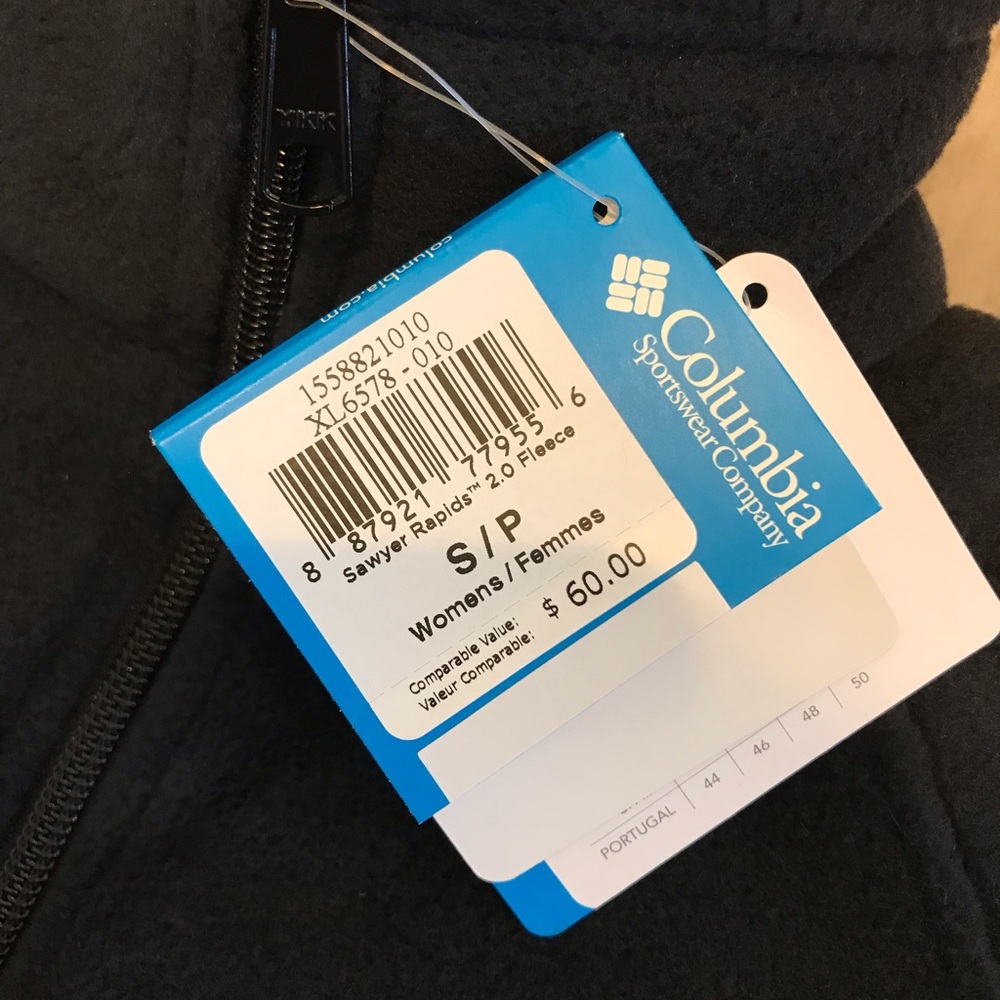 YKK
columbia.com
1558821010
XL6578 - 010
8 87921 77955 6
Sawyer Rapids™ 2.0 Fleece
S / P
Womens / Femmes
Comparable Value:
Valeur Comparable:
$ 60.00
Columbia
Sportswear Company
PORTUGAL 44 46 48 50